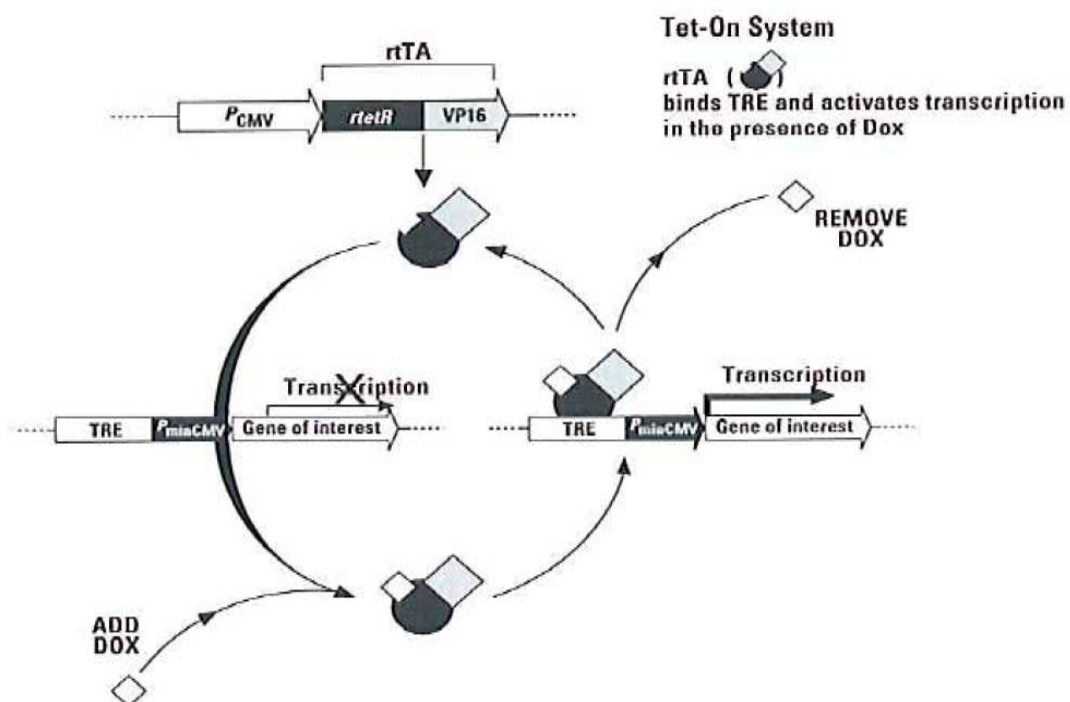 Tet-On System
rtTA ( )
binds TRE and activates transcription
in the presence of Dox
rtTA
PCMV
rtetR
VP16
REMOVE
DOX
Transcription
TRE
PminCMV
Gene of interest
Transcription
TRE
PminCMV
Gene of interest
ADD
DOX